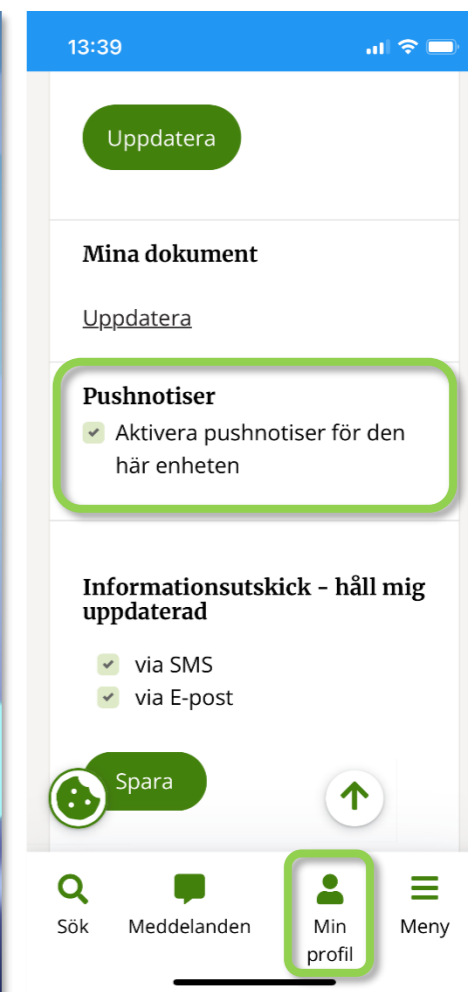 13:39
Uppdatera
Mina dokument
Uppdatera
Pushnotiser
Aktivera pushnotiser för den
här enheten
Informationsutskick - håll mig
uppdaterad
via SMS
via E-post
Spara
Sök
Meddelanden
Min
profil
Meny